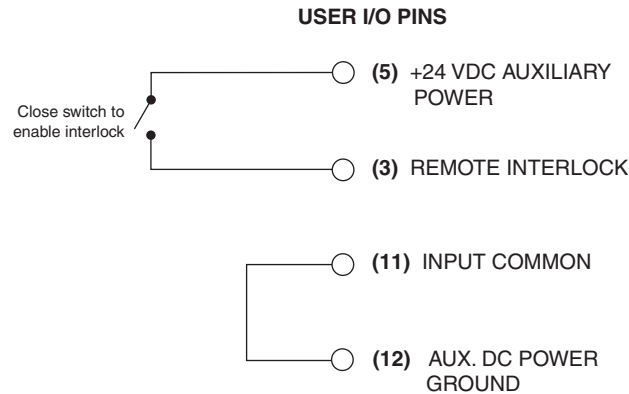 USER I/O PINS
(5) +24 VDC AUXILIARY
POWER
Close switch to
enable interlock
(3) REMOTE INTERLOCK
(11) INPUT COMMON
(12) AUX. DC POWER
GROUND